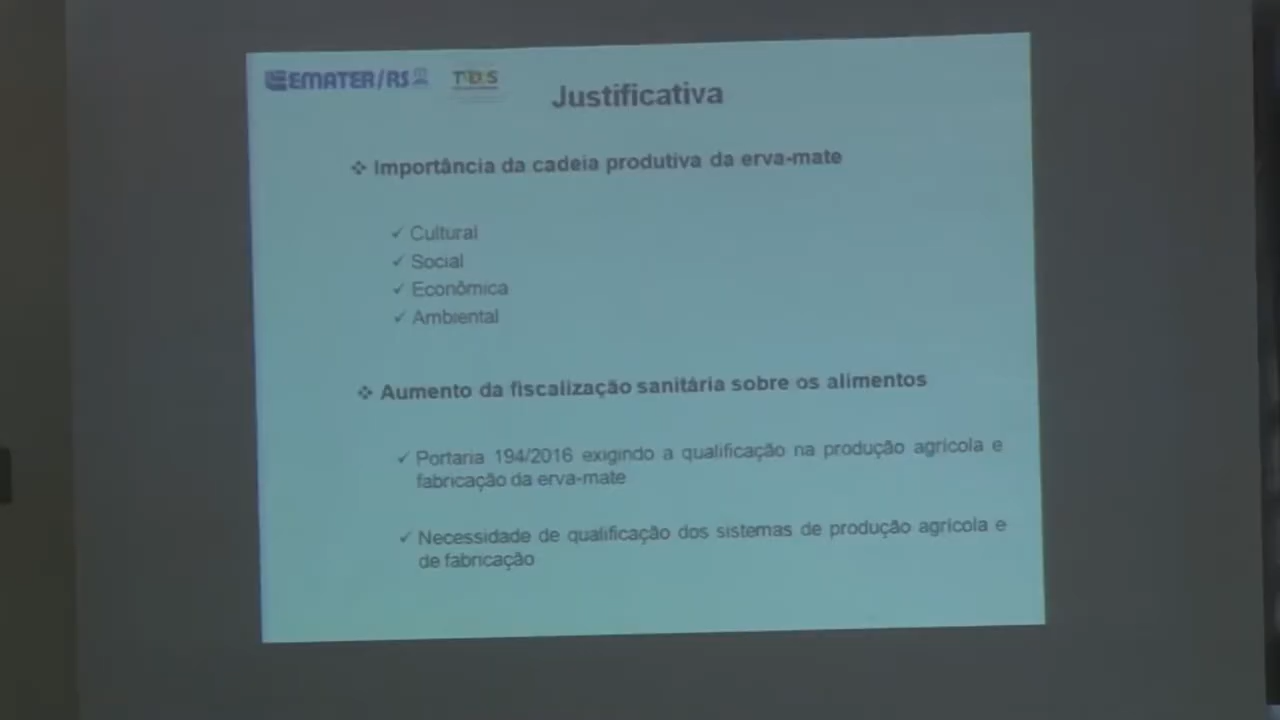 EMATER/RS
TDS
Justificativa
❖ Importância da cadeia produtiva da erva-mate
✓ Cultural
✓ Social
✓ Econômica
✓ Ambiental
❖ Aumento da fiscalização sanitária sobre os alimentos
✓ Portaria 194/2016 exigindo a qualificação na produção agrícola e
fabricação da erva-mate
✓ Necessidade de qualificação dos sistemas de produção agrícola e
de fabricação